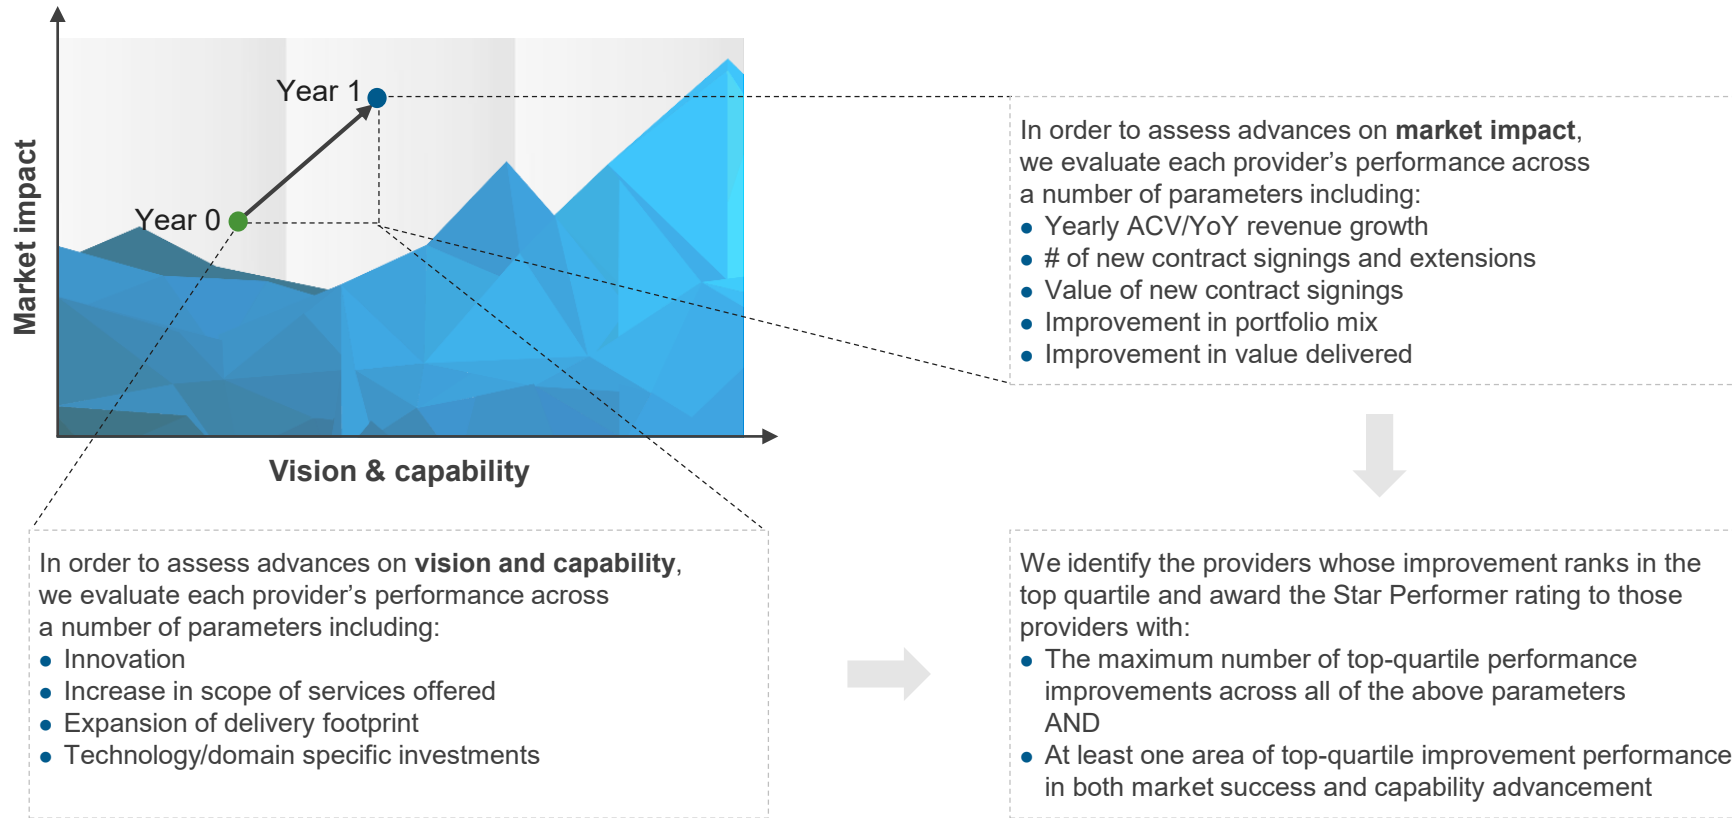 Year 1
Year 0
Market impact
Vision & capability
In order to assess advances on market impact,
we evaluate each provider’s performance across
a number of parameters including:
● Yearly ACV/YoY revenue growth
● # of new contract signings and extensions
● Value of new contract signings
● Improvement in portfolio mix
● Improvement in value delivered
In order to assess advances on vision and capability,
we evaluate each provider’s performance across
a number of parameters including:
● Innovation
● Increase in scope of services offered
● Expansion of delivery footprint
● Technology/domain specific investments
We identify the providers whose improvement ranks in the
top quartile and award the Star Performer rating to those
providers with:
● The maximum number of top-quartile performance
improvements across all of the above parameters
AND
● At least one area of top-quartile improvement performance
in both market success and capability advancement